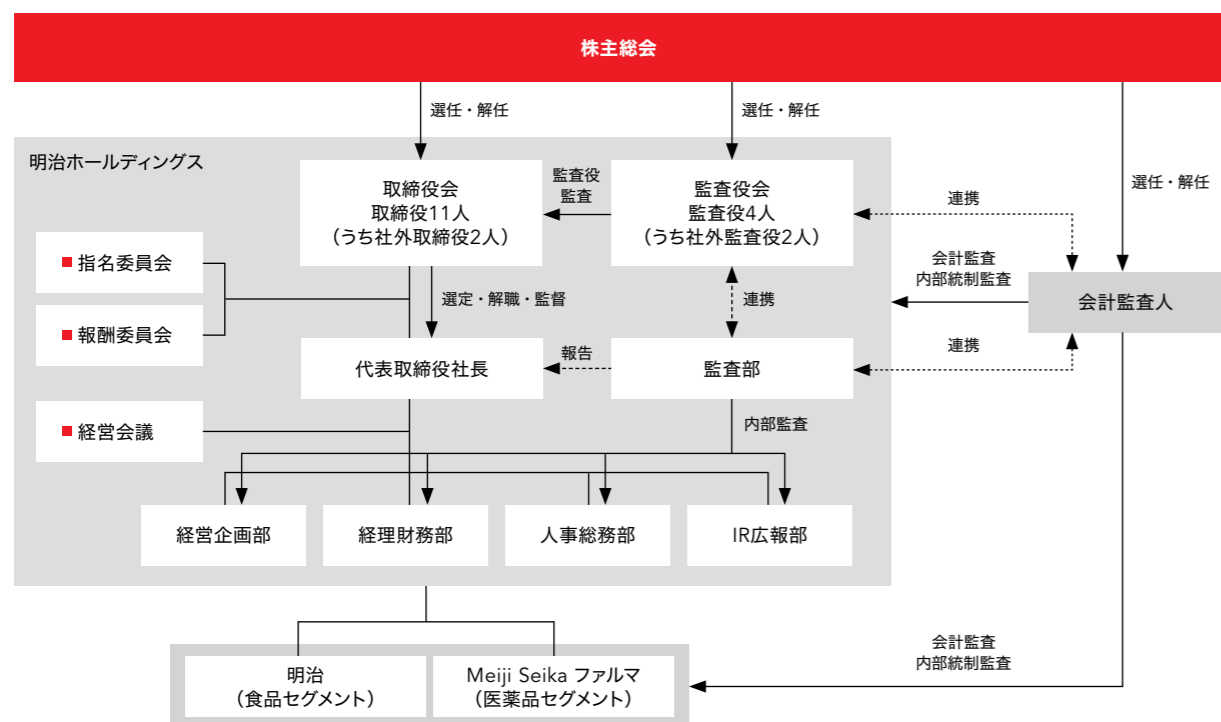 株主総会
選任・解任
選任・解任
選任・解任
明治ホールディングス
取締役会
取締役11人
（うち社外取締役2人）
監査役
監査
監査役会
監査役4人
（うち社外監査役2人）
連携
会計監査
内部統制監査
会計監査人
■指名委員会
■報酬委員会
選定・解職・監督
連携
代表取締役社長
報告
監査部
連携
■経営会議
内部監査
経営企画部
経理財務部
人事総務部
IR広報部
会計監査
内部統制監査
明治
（食品セグメント）
Meiji Seika ファルマ
（医薬品セグメント）